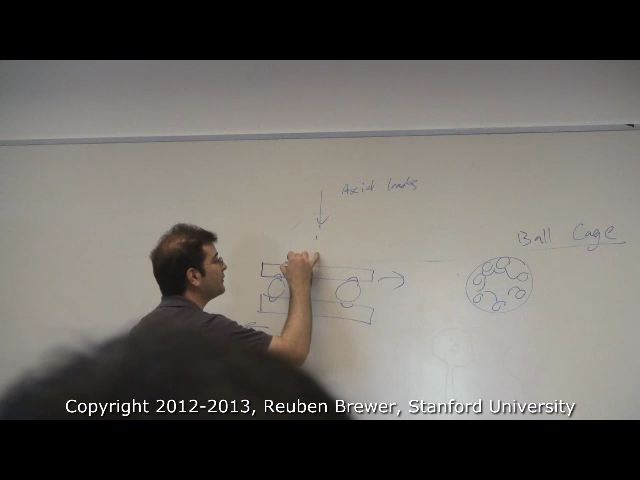 Axial loads
Ball Cage
Copyright 2012-2013, Reuben Brewer, Stanford University